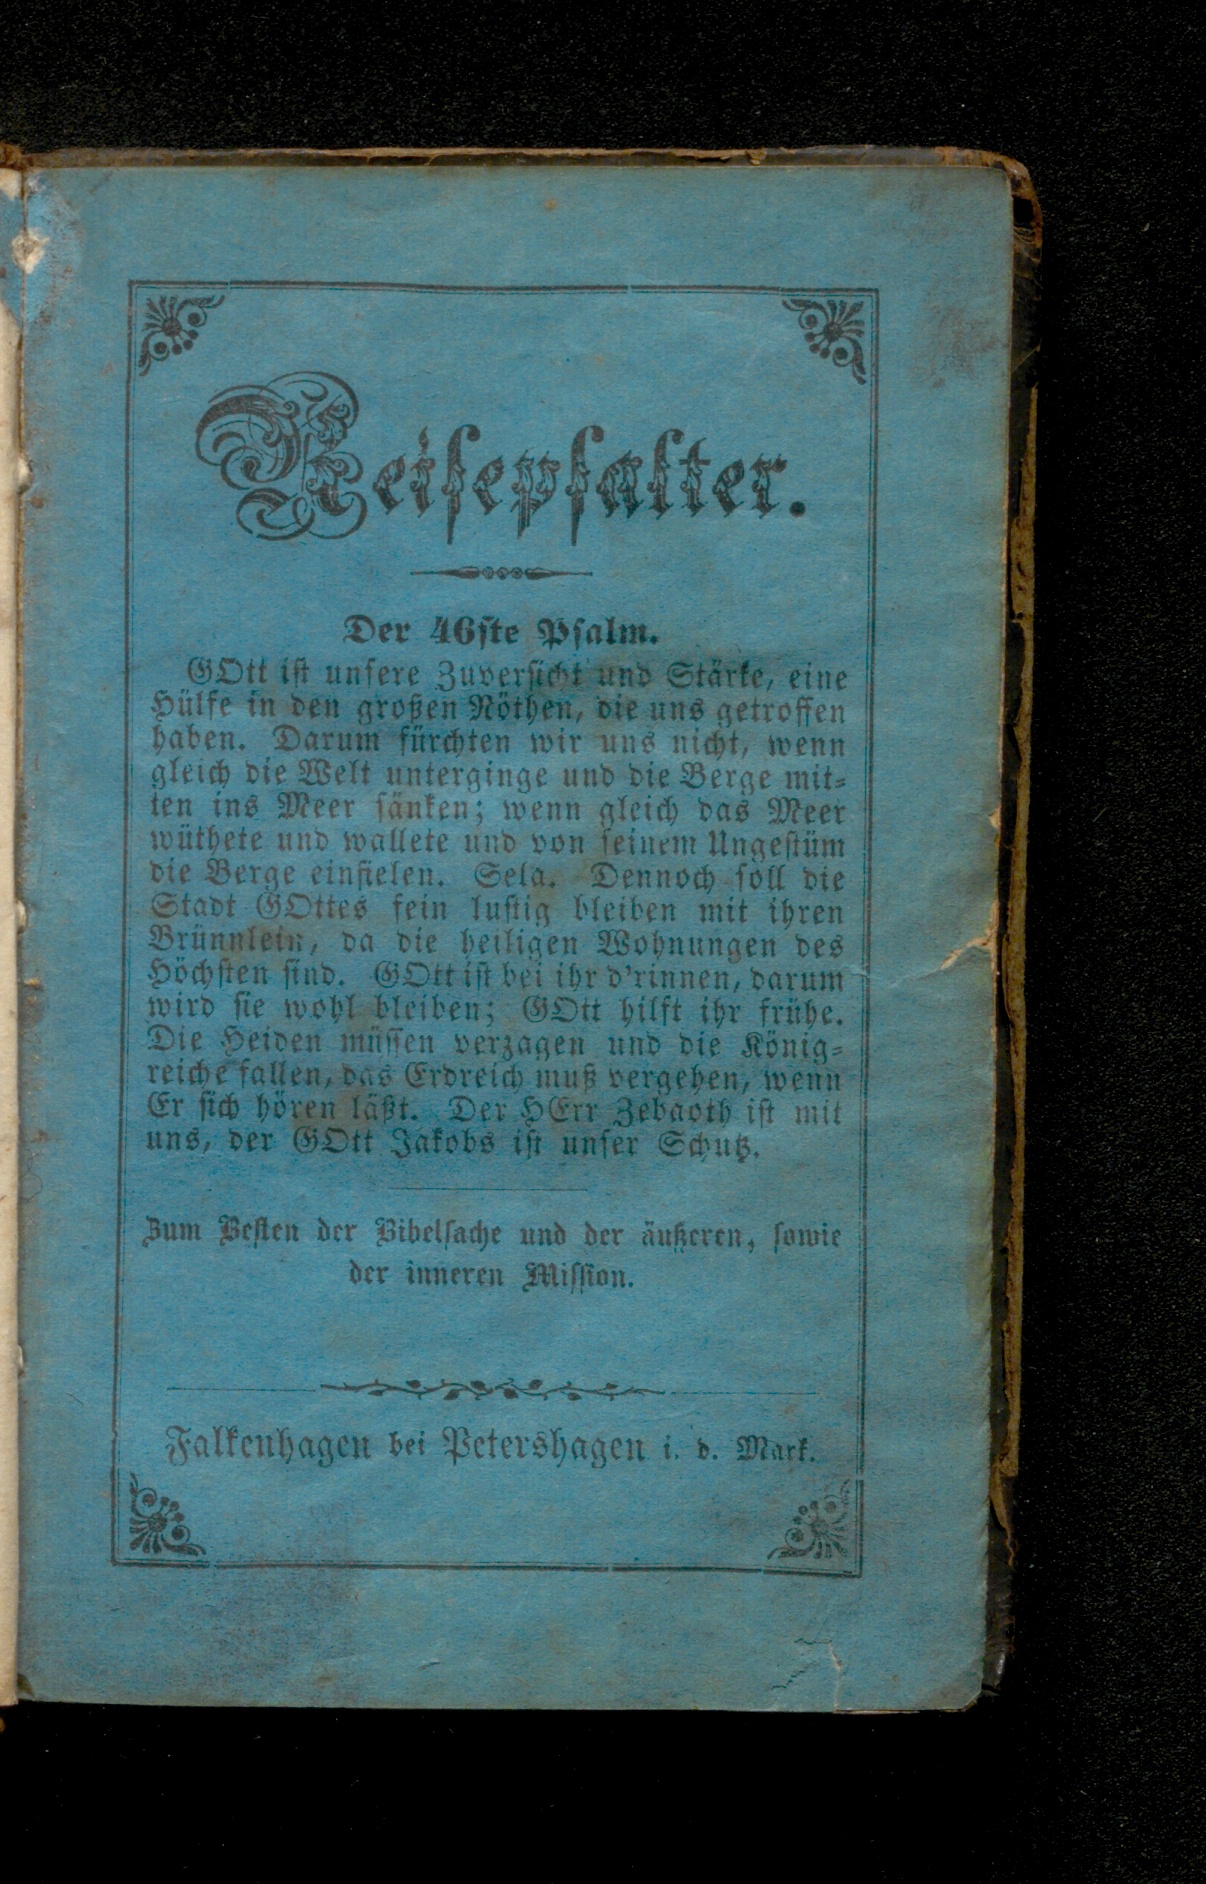 Reisepsalter.
Der 46ste Psalm.
GOtt ist unsere Zuversicht und Stärke, eine
Hülfe in den großen Nöthen, die uns getroffen
haben. Darum fürchten wir uns nicht, wenn
gleich die Welt unterginge und die Berge mit-
ten ins Meer sänken; wenn gleich das Meer
wüthete und wallete und von seinem Ungestüm
die Berge einfielen. Sela. Dennoch soll die
Stadt GOttes fein lustig bleiben mit ihren
Brünnlein, da die heiligen Wohnungen des
Höchsten sind. GOtt ist bei ihr d'rinnen, darum
wird sie wohl bleiben; GOtt hilft ihr frühe.
Die Heiden müssen verzagen und die König-
reiche fallen, das Erdreich muß vergehen, wenn
Er sich hören läßt. Der HErr Zebaoth ist mit
uns, der GOtt Jakobs ist unser Schutz.
Zum Besten der Bibelsache und der äußeren, sowie
der inneren Mission.
Falkenhagen bei Petershagen i. d. Mark.